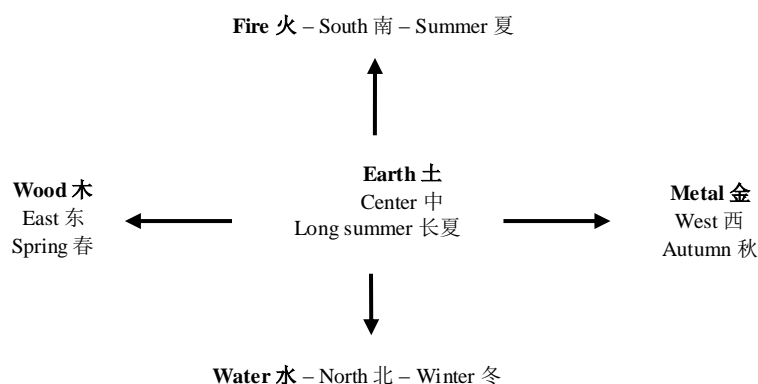 Fire 火 – South 南 – Summer 夏
Wood 木
East 东
Spring 春
Earth 土
Center 中
Long summer 长夏
Metal 金
West 西
Autumn 秋
Water 水 – North 北 – Winter 冬